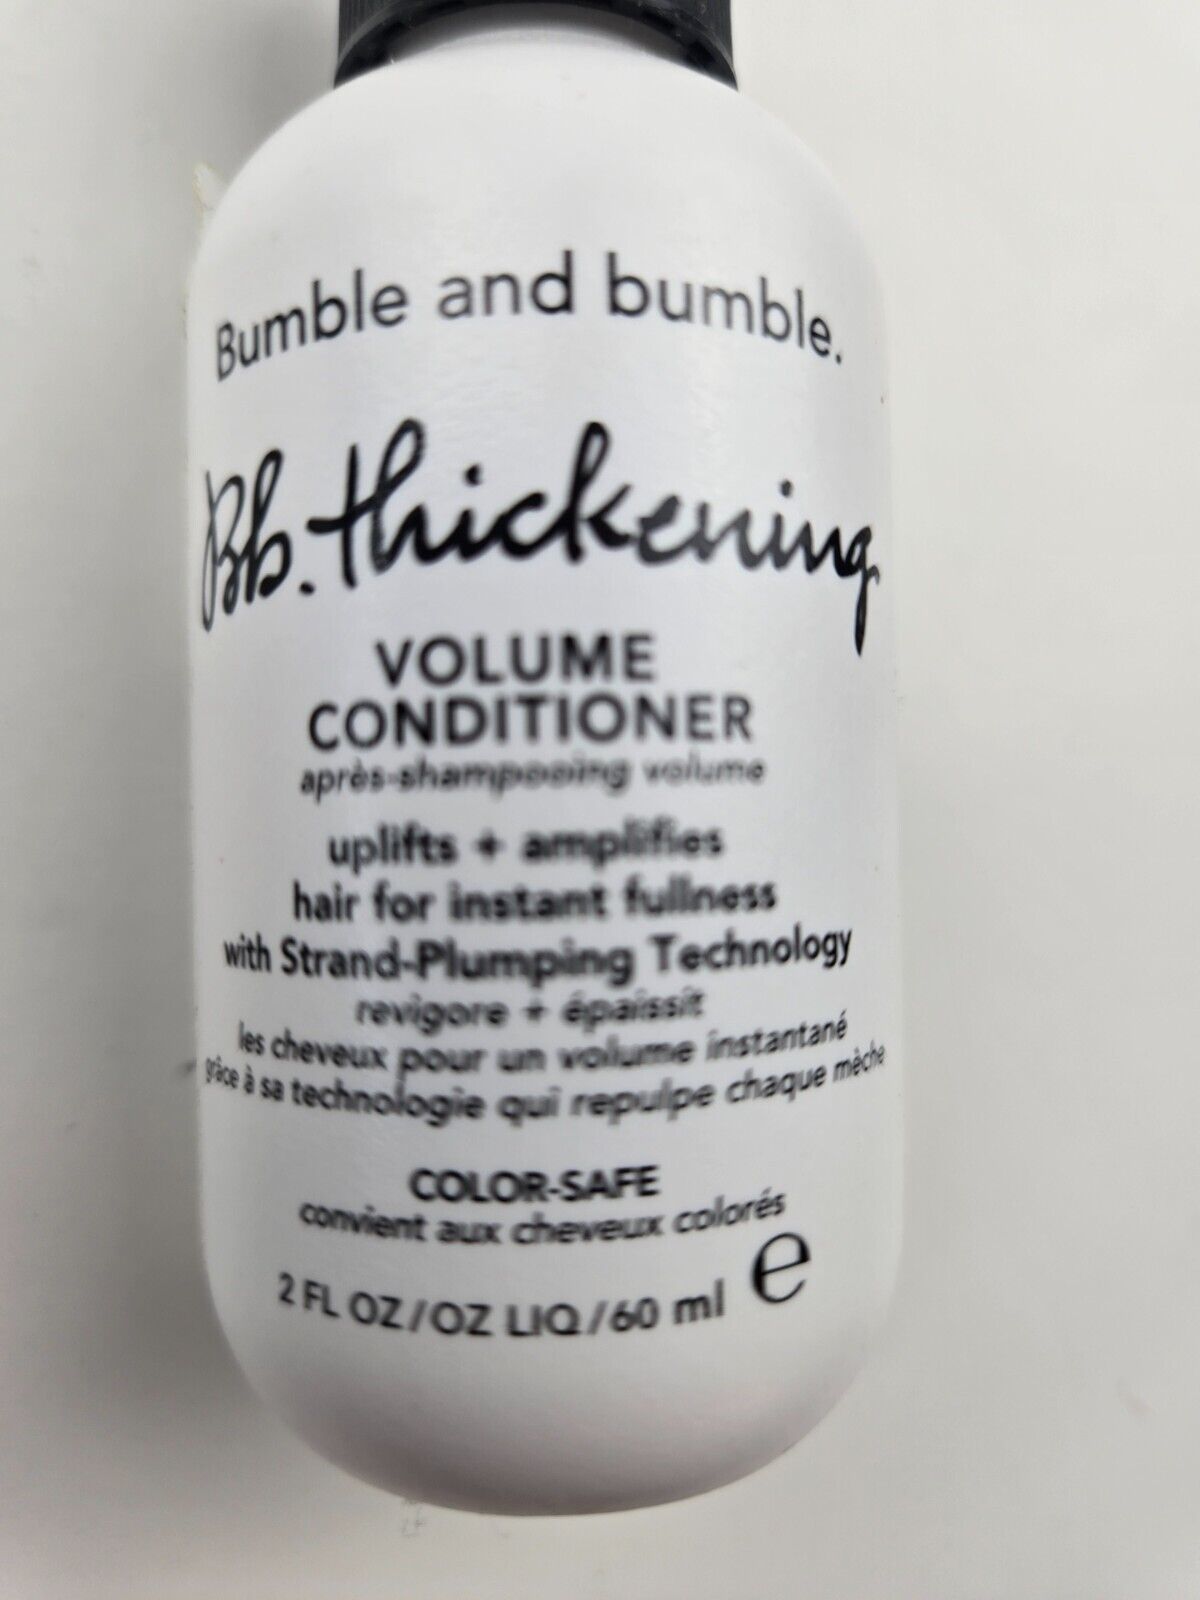 Bumble and bumble.
Bb. thickening
VOLUME
CONDITIONER
après-shampooing volume
uplifts + amplifies
hair for instant fullness
with Strand-Plumping Technology
revigore + épaissit
les cheveux pour un volume instantané
grâce à sa technologie qui repulpe chaque mèche
COLOR-SAFE
convient aux cheveux colorés
2 FL OZ/OZ LIQ/60 ml e